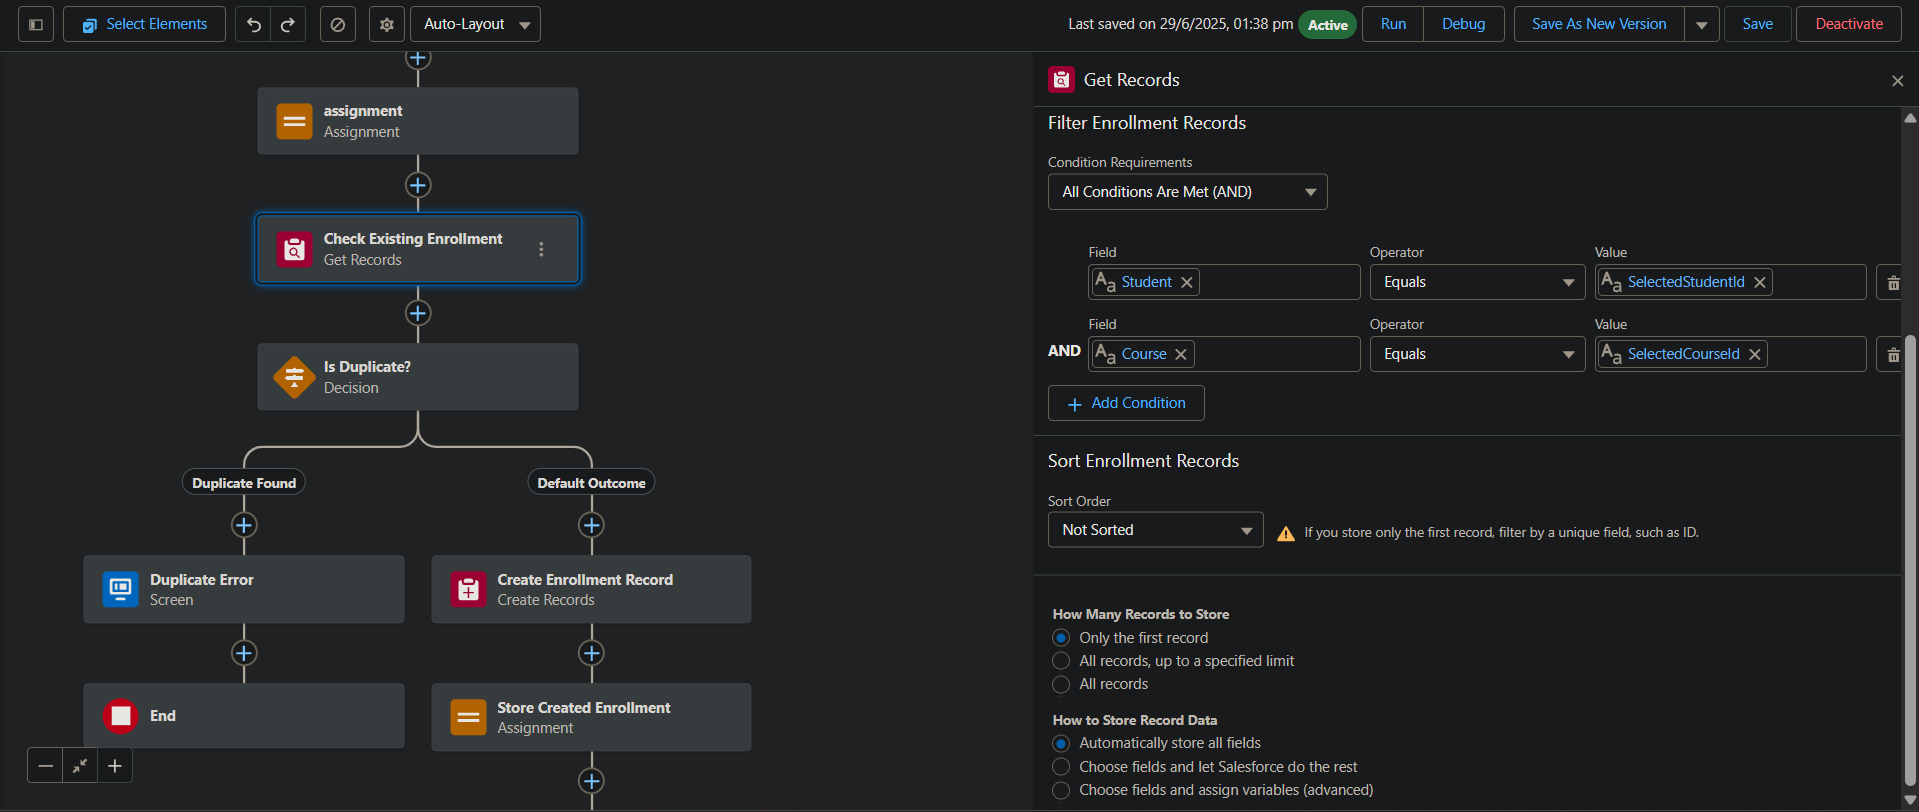 Select Elements
Auto-Layout
Last saved on 29/6/2025, 01:38 pm
Active
Run
Debug
Save As New Version
Save
Deactivate
assignment
Assignment
Check Existing Enrollment
Get Records
Is Duplicate?
Decision
Duplicate Found
Default Outcome
Duplicate Error
Screen
Create Enrollment Record
Create Records
End
Store Created Enrollment
Assignment
Get Records
Filter Enrollment Records
Condition Requirements
All Conditions Are Met (AND)
Field Operator Value
Aa Student Equals Aa SelectedStudentId
Field Operator Value
AND Aa Course Equals Aa SelectedCourseId
Add Condition
Sort Enrollment Records
Sort Order
Not Sorted
If you store only the first record, filter by a unique field, such as ID.
How Many Records to Store
Only the first record
All records, up to a specified limit
All records
How to Store Record Data
Automatically store all fields
Choose fields and let Salesforce do the rest
Choose fields and assign variables (advanced)